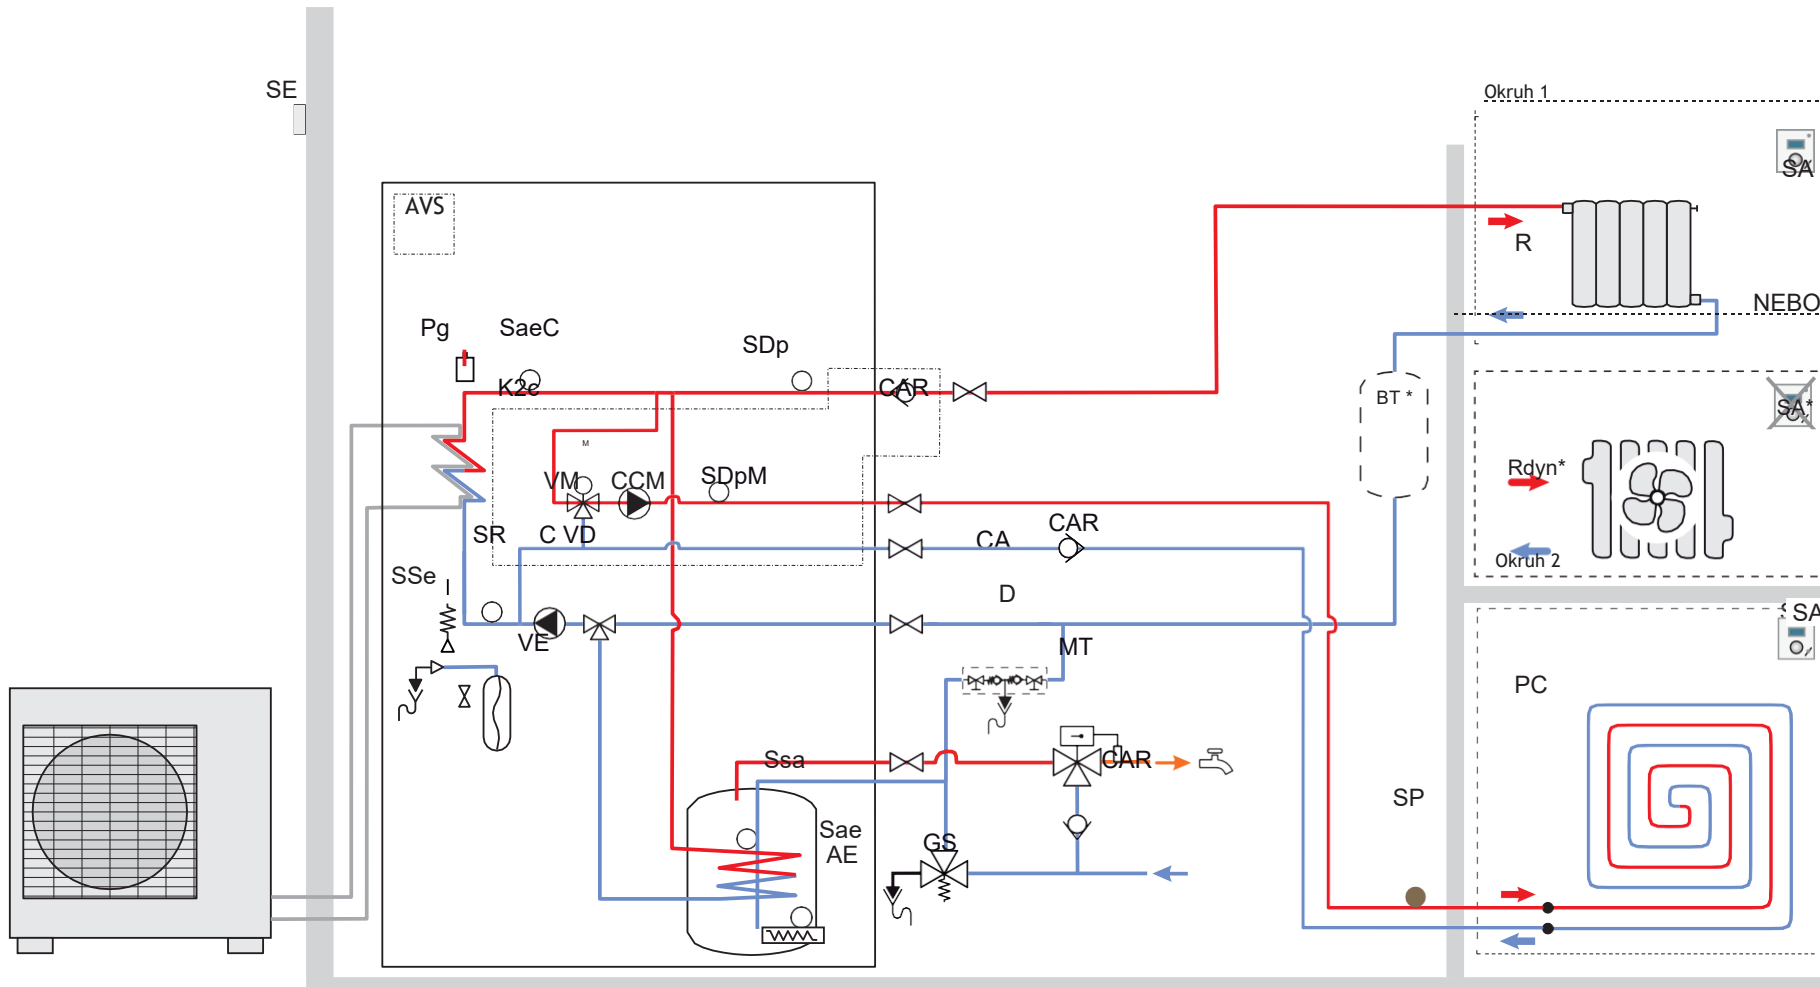 SE
Okruh 1
SA
AVS
R
NEBO
Pg
SaeC
SDp
K2c
CAR
BT *
SA*
M
VM
CCM
SDpM
Rdyn*
SR
C VD
CA
CAR
Okruh 2
SSe
D
SA
VE
MT
PC
Ssa
CAR
SP
Sae
AE
GS